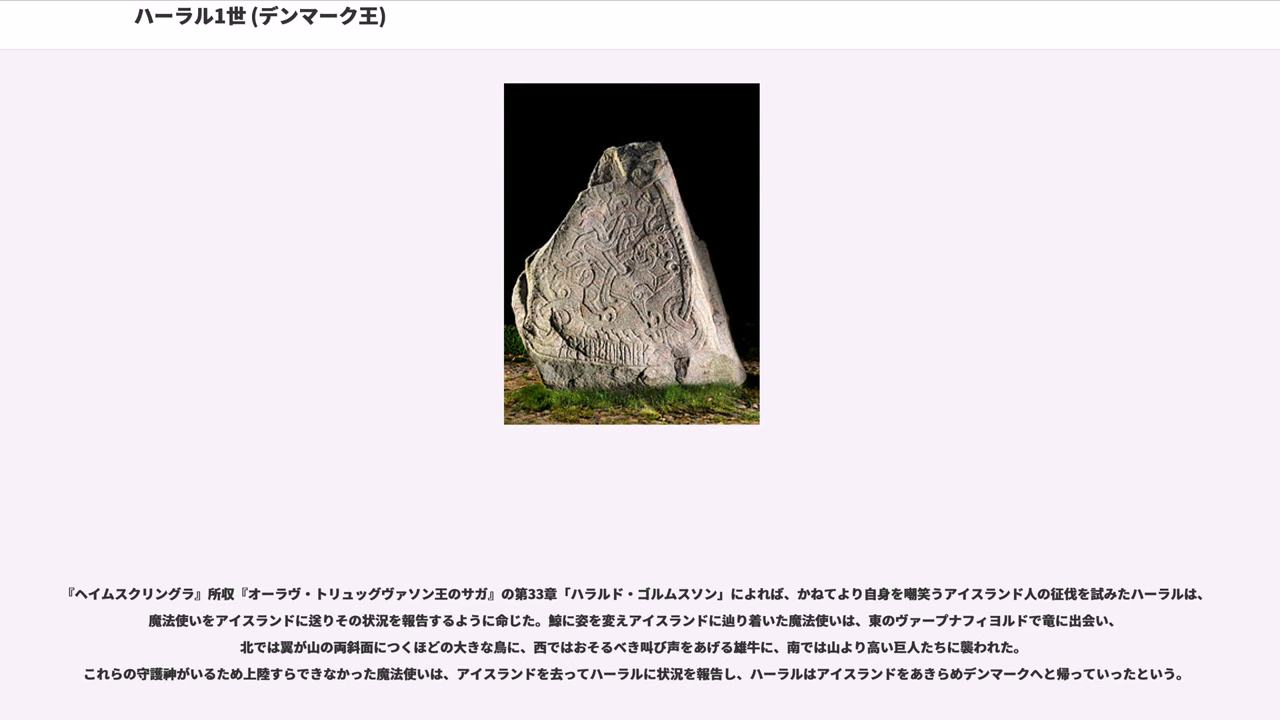 ハーラル1世 (デンマーク王)
『ヘイムスクリングラ』所収『オーラヴ・トリュッグヴァソン王のサガ』の第33章「ハラルド・ゴルムスソン」によれば、かねてより自身を嘲笑うアイスランド人の征伐を試みたハーラルは、
魔法使いをアイスランドに送りその状況を報告するように命じた。鯨に姿を変えアイスランドに辿り着いた魔法使いは、東のヴァープナフィヨルドで竜に出会い、
北では翼が山の両斜面につくほどの大きな鳥に、西ではおそるべき叫び声をあげる雄牛に、南では山より高い巨人たちに襲われた。
これらの守護神がいるため上陸すらできなかった魔法使いは、アイスランドを去ってハーラルに状況を報告し、ハーラルはアイスランドをあきらめデンマークへと帰っていったという。